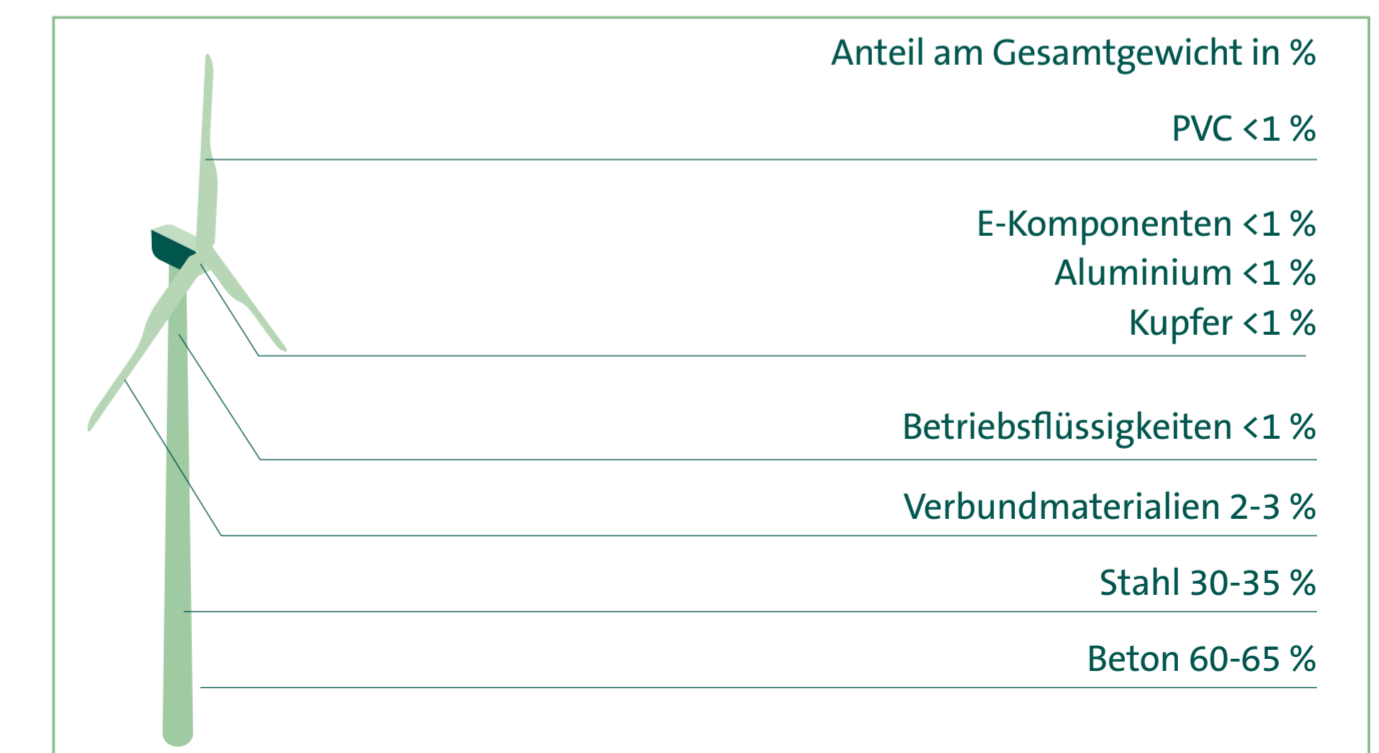 Anteil am Gesamtgewicht in %
PVC <1 %
E-Komponenten <1 %
Aluminium <1 %
Kupfer <1 %
Betriebsflüssigkeiten <1 %
Verbundmaterialien 2-3 %
Stahl 30-35 %
Beton 60-65 %